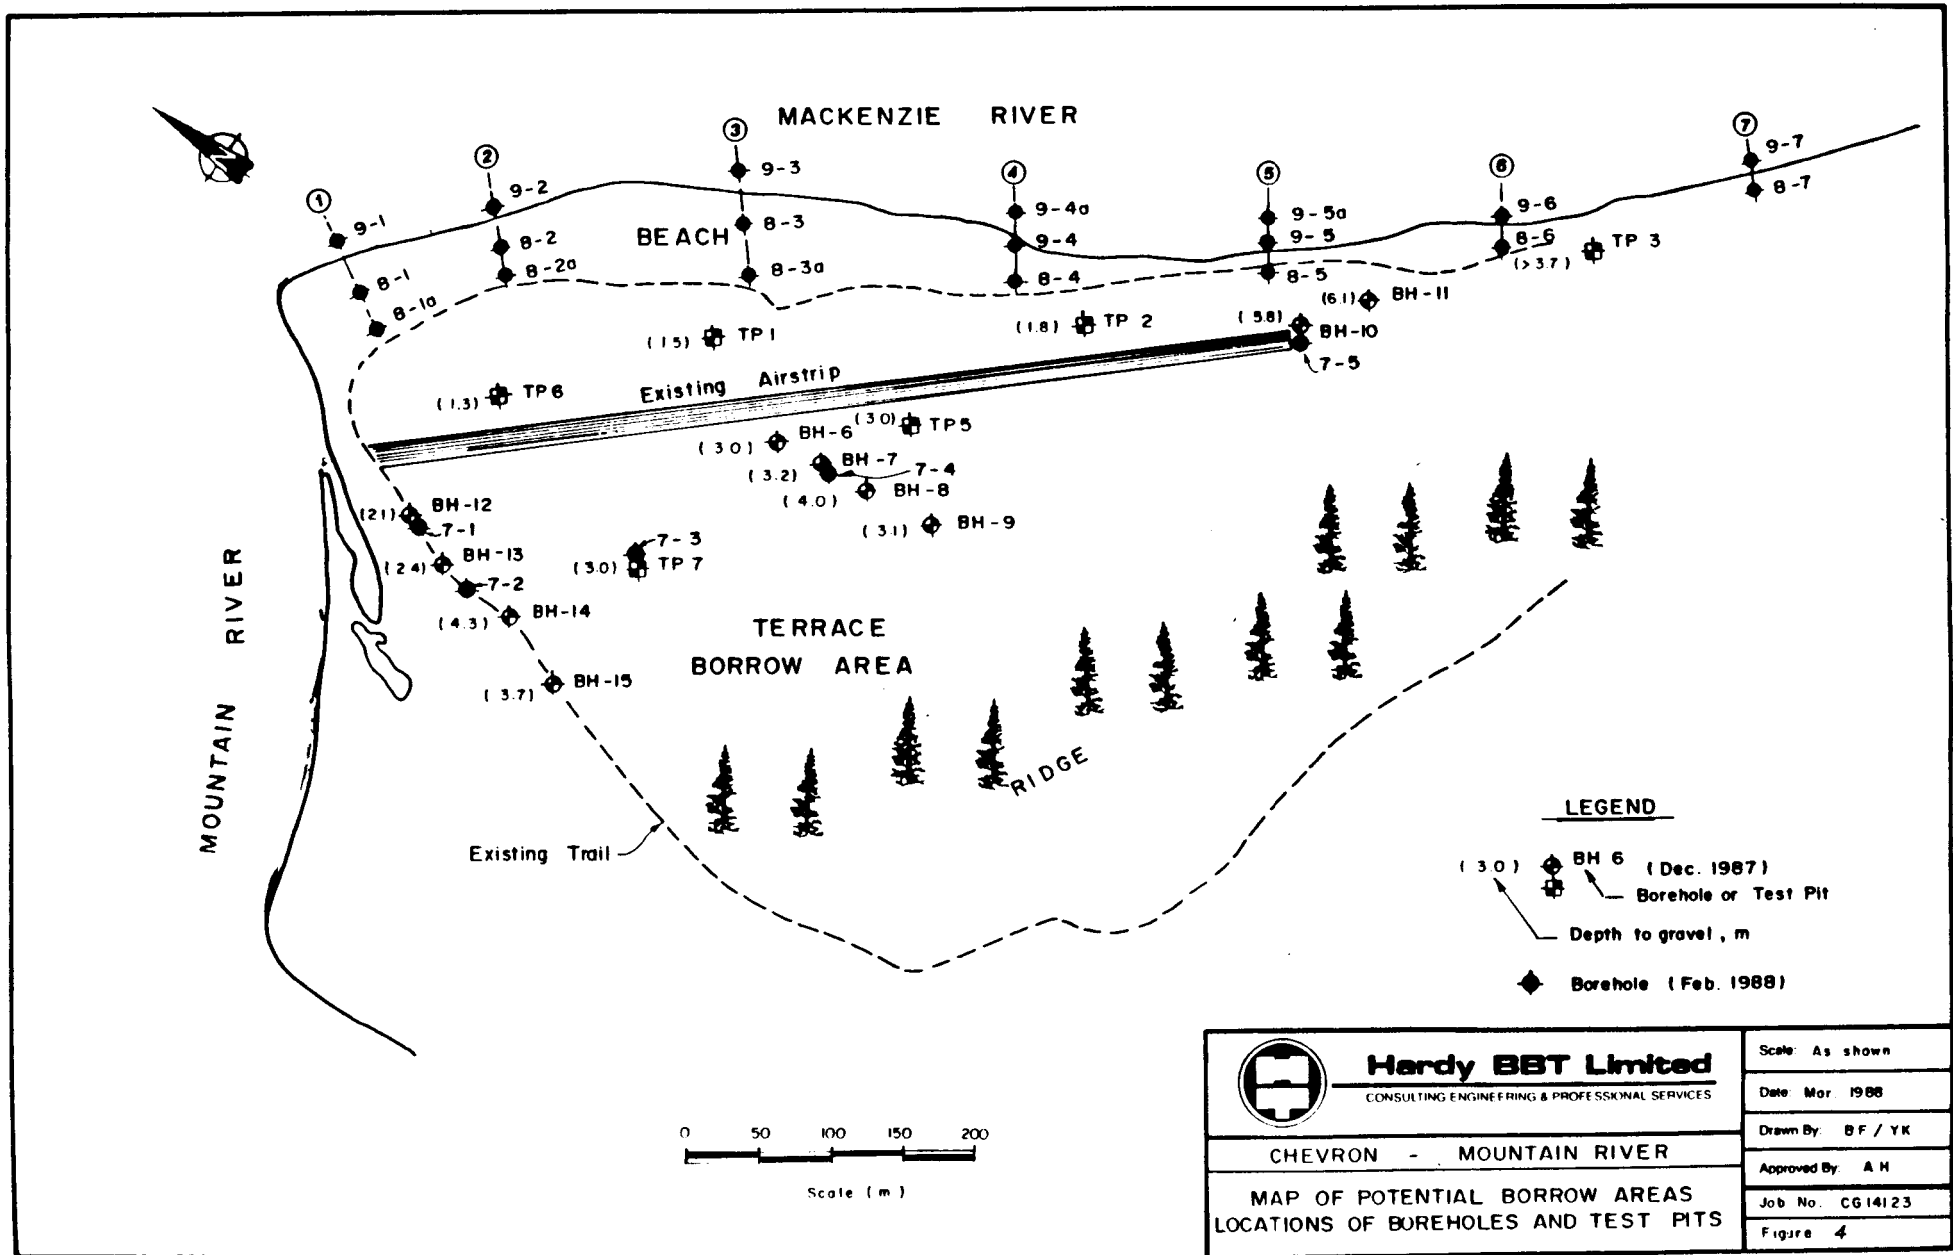 MACKENZIE RIVER
N
1
9-1
8-1
8-1a
2
9-2
8-2
8-2a
3
9-3
8-3
8-3a
BEACH
4
9-4a
9-4
8-4
5
9-5a
9-5
8-5
6
9-6
8-6
7
9-7
8-7
(>3.7) TP 3
(6.1) BH-11
(5.8) BH-10
7-5
(1.5) TP 1
(1.8) TP 2
(1.3) TP 6
Existing Airstrip
(3.0) BH-6
(3.0) TP5
(3.2) BH-7
7-4
(4.0) BH-8
(3.1) BH-9
(2.1) BH-12
7-1
(2.4) BH-13
7-2
(4.3) BH-14
(3.7) BH-15
7-3
(3.0) TP 7
MOUNTAIN RIVER
TERRACE
BORROW AREA
RIDGE
Existing Trail
LEGEND
(3.0) BH 6 (Dec. 1987)
Borehole or Test Pit
Depth to gravel, m
Borehole (Feb. 1988)
0 50 100 150 200
Scale (m)
Hardy BBT Limited
CONSULTING ENGINEERING & PROFESSIONAL SERVICES
CHEVRON - MOUNTAIN RIVER
MAP OF POTENTIAL BORROW AREAS
LOCATIONS OF BOREHOLES AND TEST PITS
Scale: As shown
Date: Mar. 1988
Drawn By: BF / YK
Approved By: A H
Job No. CG14123
Figure 4